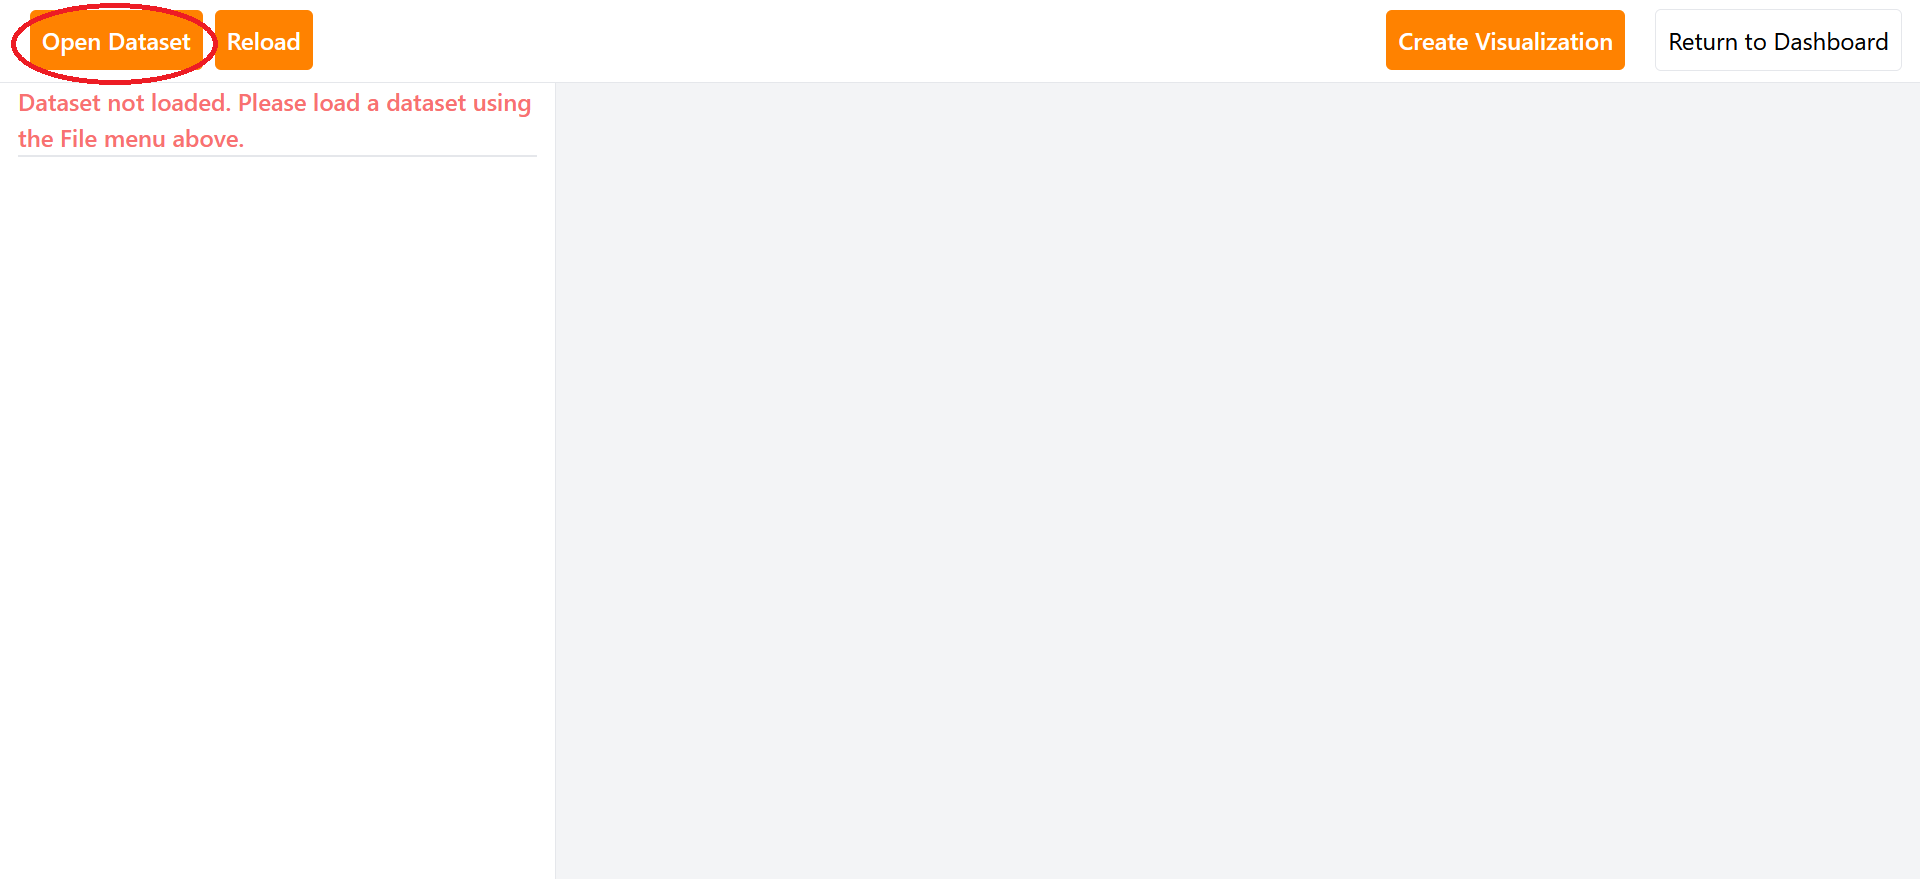 Open Dataset Reload Create Visualization Return to Dashboard
Dataset not loaded. Please load a dataset using
the File menu above.